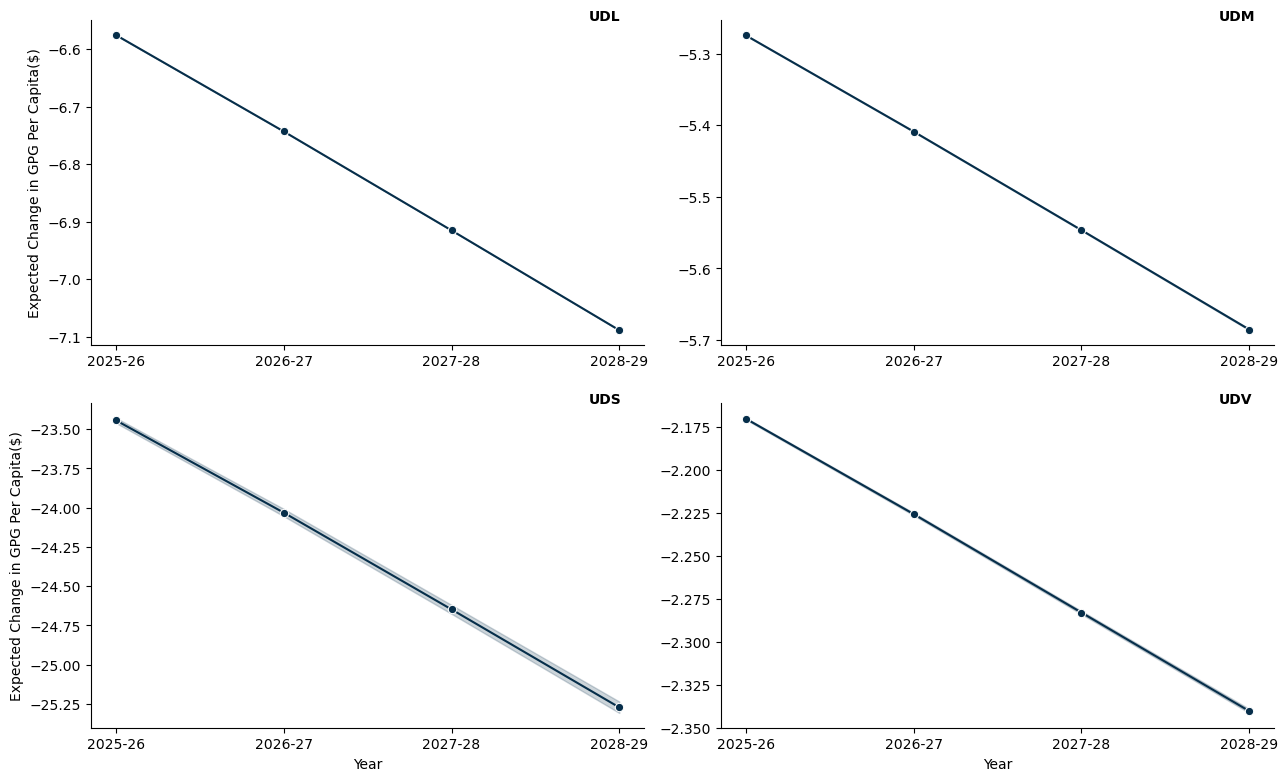 UDL
Expected Change in GPG Per Capita($)
−6.6
−6.7
−6.8
−6.9
−7.0
−7.1
2025-26 2026-27 2027-28 2028-29
UDM
−5.3
−5.4
−5.5
−5.6
−5.7
2025-26 2026-27 2027-28 2028-29
UDS
Expected Change in GPG Per Capita($)
−23.50
−23.75
−24.00
−24.25
−24.50
−24.75
−25.00
−25.25
2025-26 2026-27 2027-28 2028-29
Year
UDV
−2.175
−2.200
−2.225
−2.250
−2.275
−2.300
−2.325
−2.350
2025-26 2026-27 2027-28 2028-29
Year